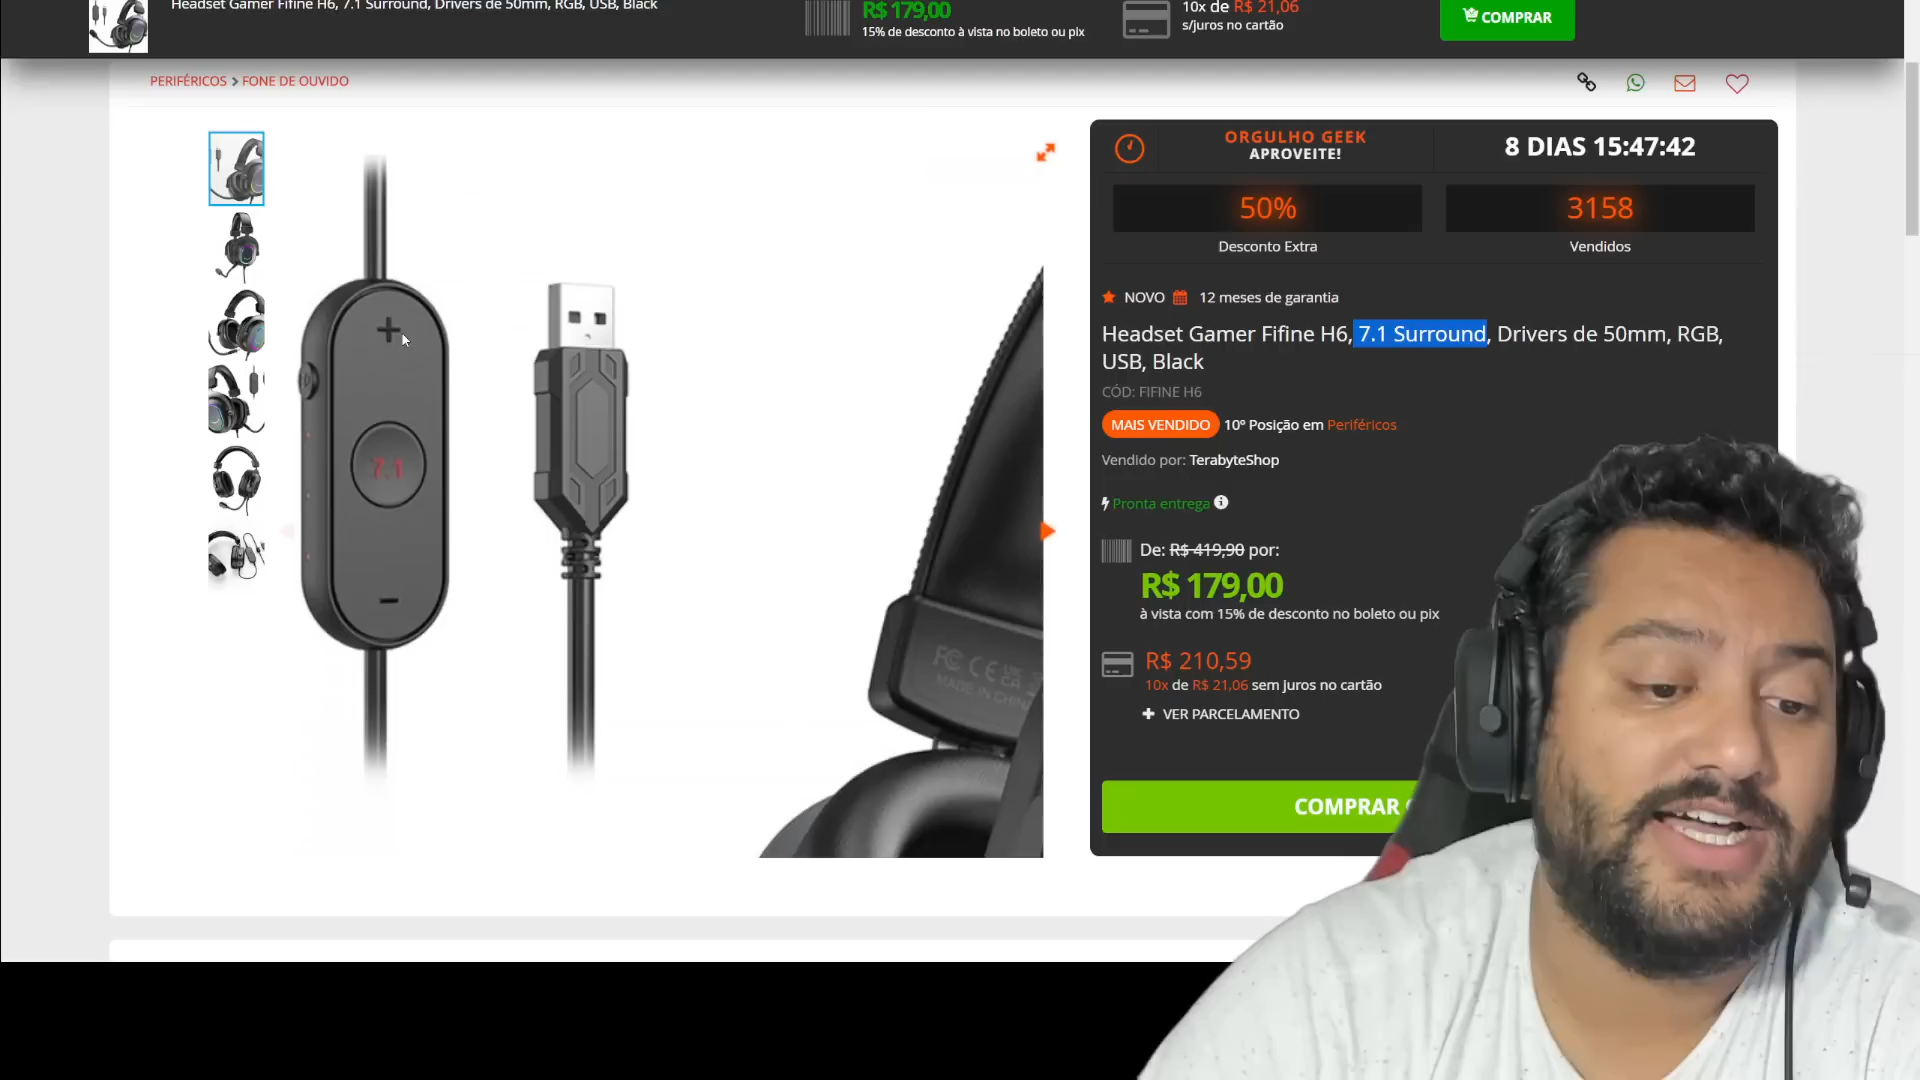 Headset Gamer Fifine H6, 7.1 Surround, Drivers de 50mm, RGB, USB, Black
R$ 179,00
15% de desconto à vista no boleto ou pix
10x de R$ 21,06
s/juros no cartão
COMPRAR
PERIFÉRICOS > FONE DE OUVIDO
ORGULHO GEEK
APROVEITE!
8 DIAS 15:47:42
50%
Desconto Extra
3158
Vendidos
NOVO 12 meses de garantia
Headset Gamer Fifine H6, 7.1 Surround, Drivers de 50mm, RGB,
USB, Black
CÓD: FIFINE H6
MAIS VENDIDO 10º Posição em Periféricos
Vendido por: TerabyteShop
Pronta entrega
De: R$ 419,90 por:
R$ 179,00
à vista com 15% de desconto no boleto ou pix
R$ 210,59
10x de R$ 21,06 sem juros no cartão
+ VER PARCELAMENTO
COMPRAR
+
7.1
-
FC CE
MADE IN CHINA